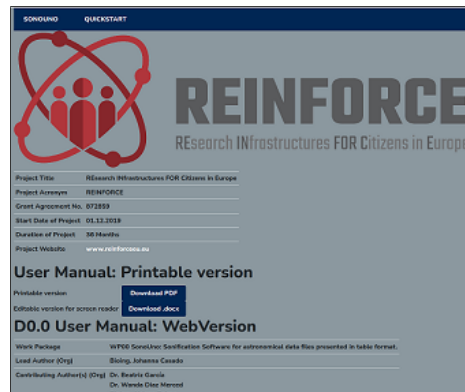 SONOUNO QUICKSTART
REINFORCE
REsearch INfrastructures FOR Citizens in Europe
Project Title REsearch INfrastructures FOR Citizens in Europe
Project Acronym REINFORCE
Grant Agreement No. 872859
Start Date of Project 01.12.2019
Duration of Project 36 Months
Project Website www.reinforceeu.eu
User Manual: Printable version
Printable version Download PDF
Editable version for screen reader Download .docx
D0.0 User Manual: WebVersion
Work Package WP00 SonoUno: Sonification Software for astronomical data files presented in table format.
Lead Author (Org) Bioing. Johanna Casado
Contributing Author(s) (Org) Dr. Beatriz García
Dr. Wanda Díaz Merced